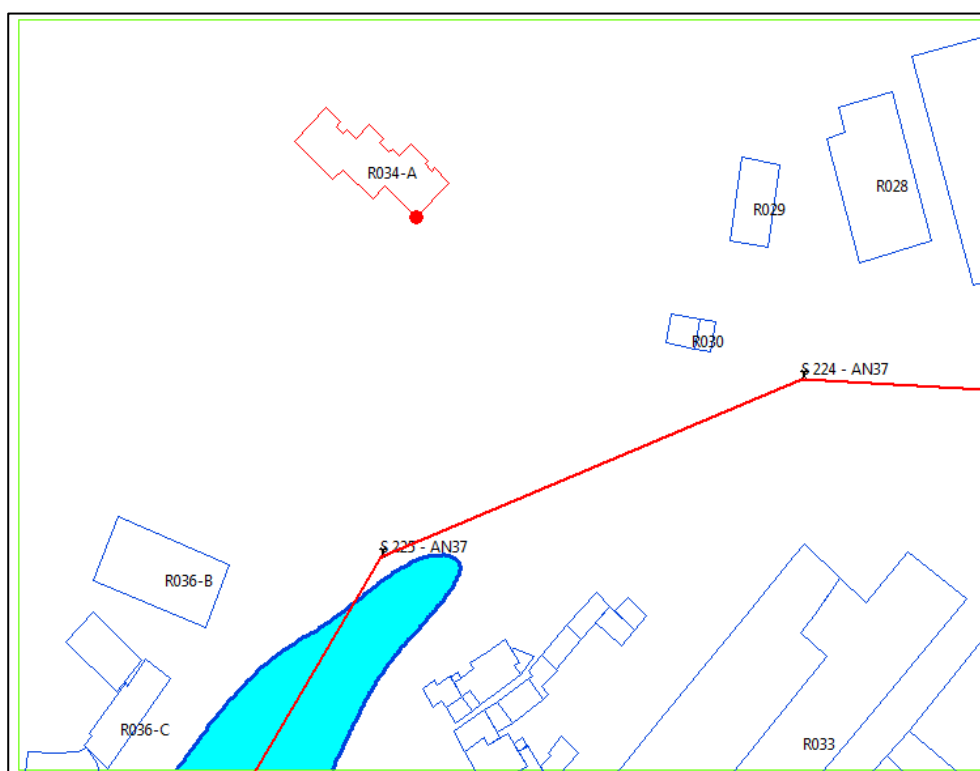 R034-A
R028
R029
R030
S 224 - AN37
S 225 - AN37
R036-B
R036-C
R033